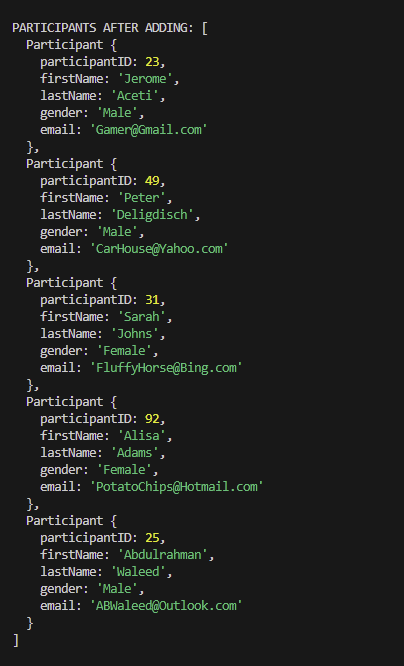 PARTICIPANTS AFTER ADDING: [
  Participant {
    participantID: 23,
    firstName: 'Jerome',
    lastName: 'Aceti',
    gender: 'Male',
    email: 'Gamer@Gmail.com'
  },
  Participant {
    participantID: 49,
    firstName: 'Peter',
    lastName: 'Deligdisch',
    gender: 'Male',
    email: 'CarHouse@Yahoo.com'
  },
  Participant {
    participantID: 31,
    firstName: 'Sarah',
    lastName: 'Johns',
    gender: 'Female',
    email: 'FluffyHorse@Bing.com'
  },
  Participant {
    participantID: 92,
    firstName: 'Alisa',
    lastName: 'Adams',
    gender: 'Female',
    email: 'PotatoChips@Hotmail.com'
  },
  Participant {
    participantID: 25,
    firstName: 'Abdulrahman',
    lastName: 'Waleed',
    gender: 'Male',
    email: 'ABWaleed@Outlook.com'
  }
]